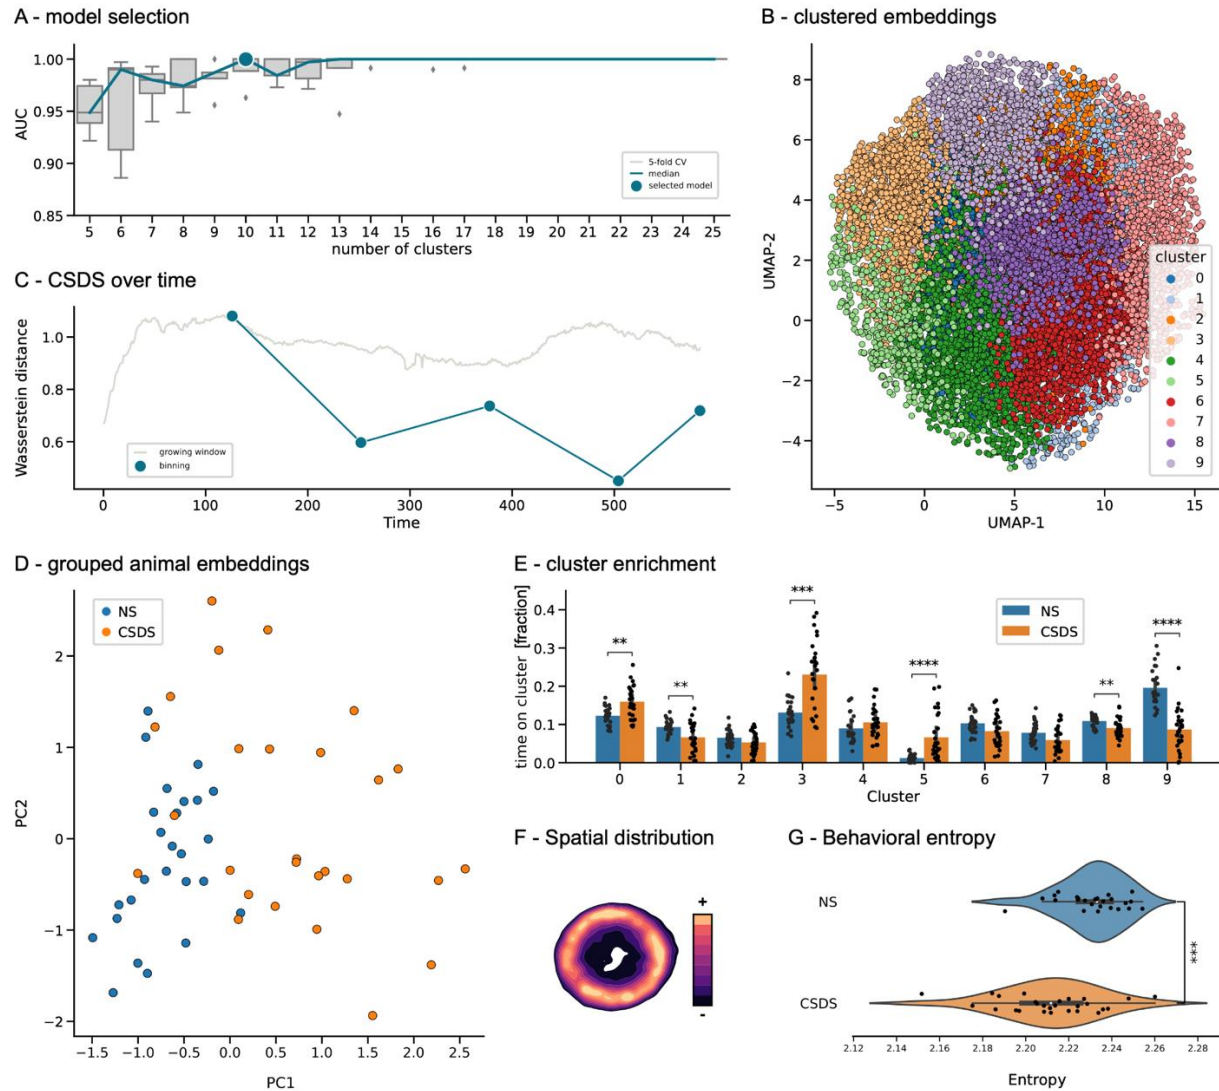 A - model selection
1.00
0.95
0.90
0.85
AUC
5-fold CV
median
selected model
5 6 7 8 9 10 11 12 13 14 15 16 17 18 19 20 21 22 23 24 25
number of clusters
B - clustered embeddings
8
6
4
2
0
−2
−4
UMAP-2
cluster
0
1
2
3
4
5
6
7
8
9
−5 0 5 10 15
UMAP-1
C - CSDS over time
1.0
0.8
0.6
Wasserstein distance
growing window
binning
0 100 200 300 400 500
Time
D - grouped animal embeddings
NS
CSDS
2
1
0
−1
−2
PC2
−1.5 −1.0 −0.5 0.0 0.5 1.0 1.5 2.0 2.5
PC1
E - cluster enrichment
time on cluster [fraction]
0.4
0.3
0.2
0.1
0.0
** ** *** **** ** ****
NS
CSDS
0 1 2 3 4 5 6 7 8 9
Cluster
F - Spatial distribution
+
-
G - Behavioral entropy
NS
***
CSDS
2.12 2.14 2.16 2.18 2.20 2.22 2.24 2.26 2.28
Entropy